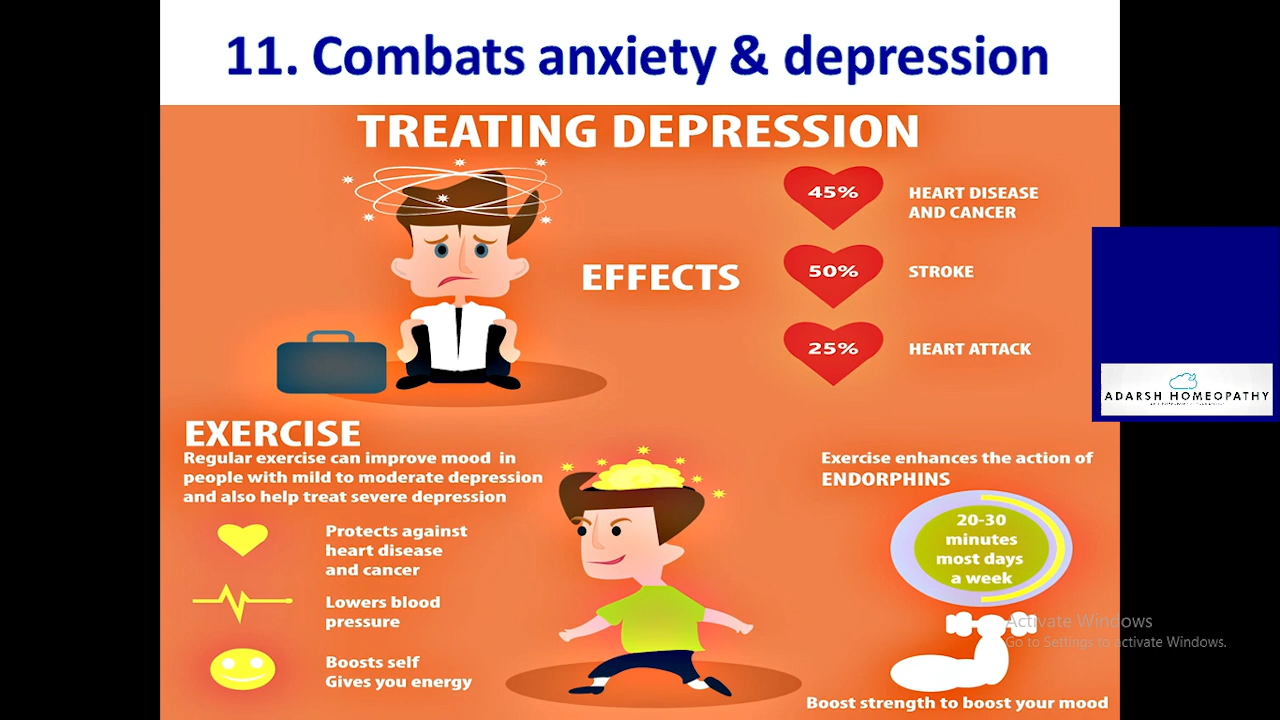 11. Combats anxiety & depression
TREATING DEPRESSION
EFFECTS
45%
HEART DISEASE
AND CANCER
50%
STROKE
25%
HEART ATTACK
EXERCISE
Regular exercise can improve mood in
people with mild to moderate depression
and also help treat severe depression
Protects against
heart disease
and cancer
Lowers blood
pressure
Boosts self
Gives you energy
Exercise enhances the action of
ENDORPHINS
20-30
minutes
most days
a week
Boost strength to boost your mood
ADARSH HOMEOPATHY
Activate Windows
Go to Settings to activate Windows.